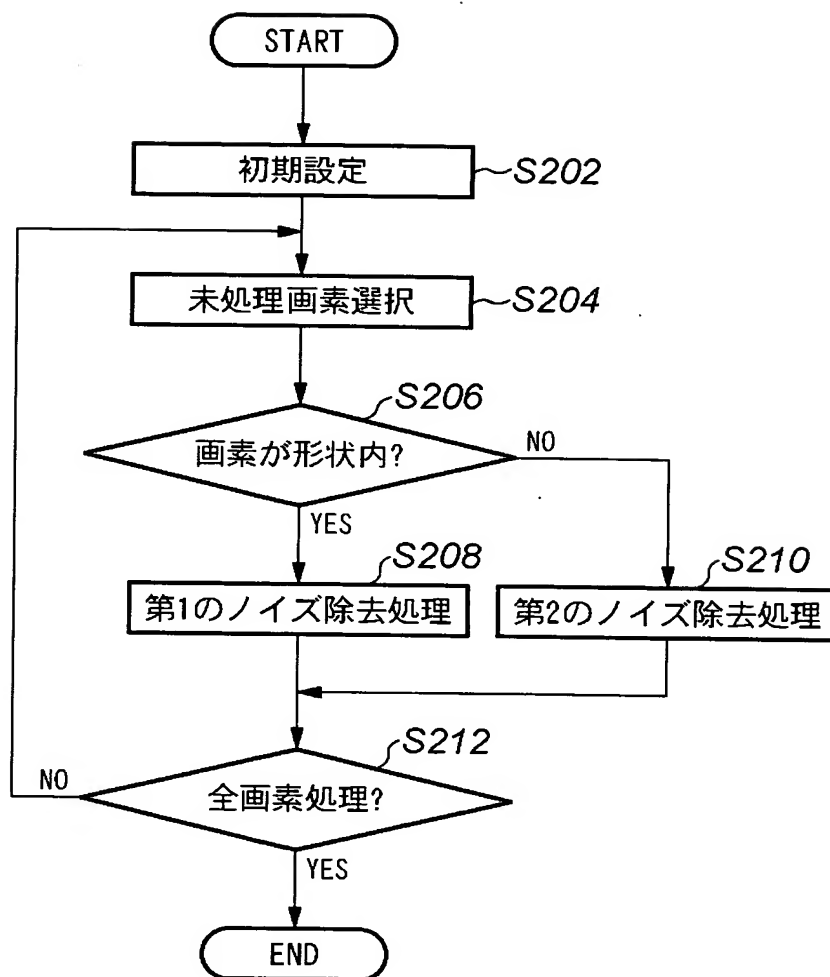 START
初期設定
S202
未処理画素選択
S204
S206
画素が形状内?
NO
YES
S208
第1のノイズ除去処理
S210
第2のノイズ除去処理
S212
全画素処理?
NO
YES
END